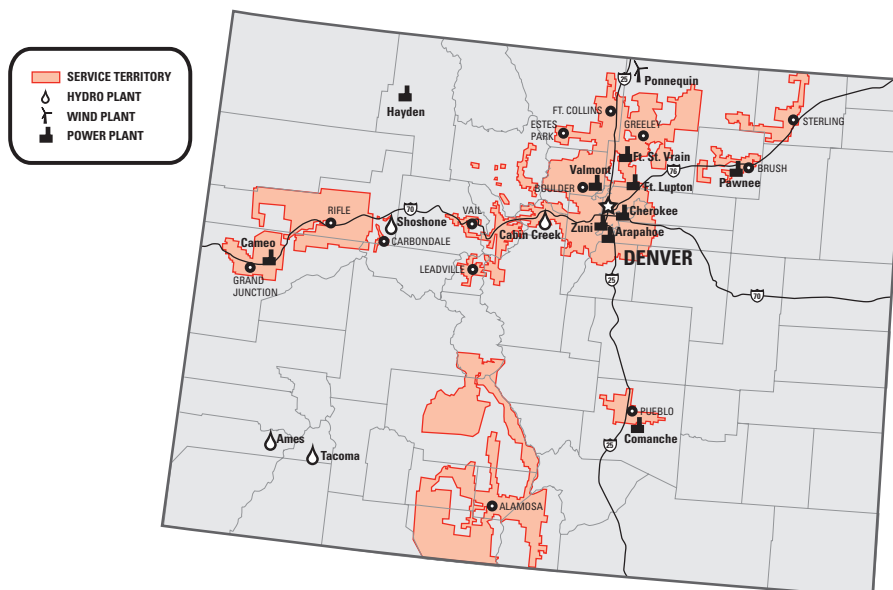 SERVICE TERRITORY
HYDRO PLANT
WIND PLANT
POWER PLANT
25
Ponnequin
Hayden
FT. COLLINS
GREELEY
STERLING
ESTES
PARK
Ft. St. Vrain
76
BRUSH
Valmont
Pawnee
BOULDER
Ft. Lupton
70
RIFLE
VAIL
Shoshone
Cherokee
Cabin Creek
Zuni
Arapahoe
Cameo
CARBONDALE
DENVER
LEADVILLE
GRAND
JUNCTION
25
70
PUEBLO
Comanche
25
Ames
Tacoma
ALAMOSA